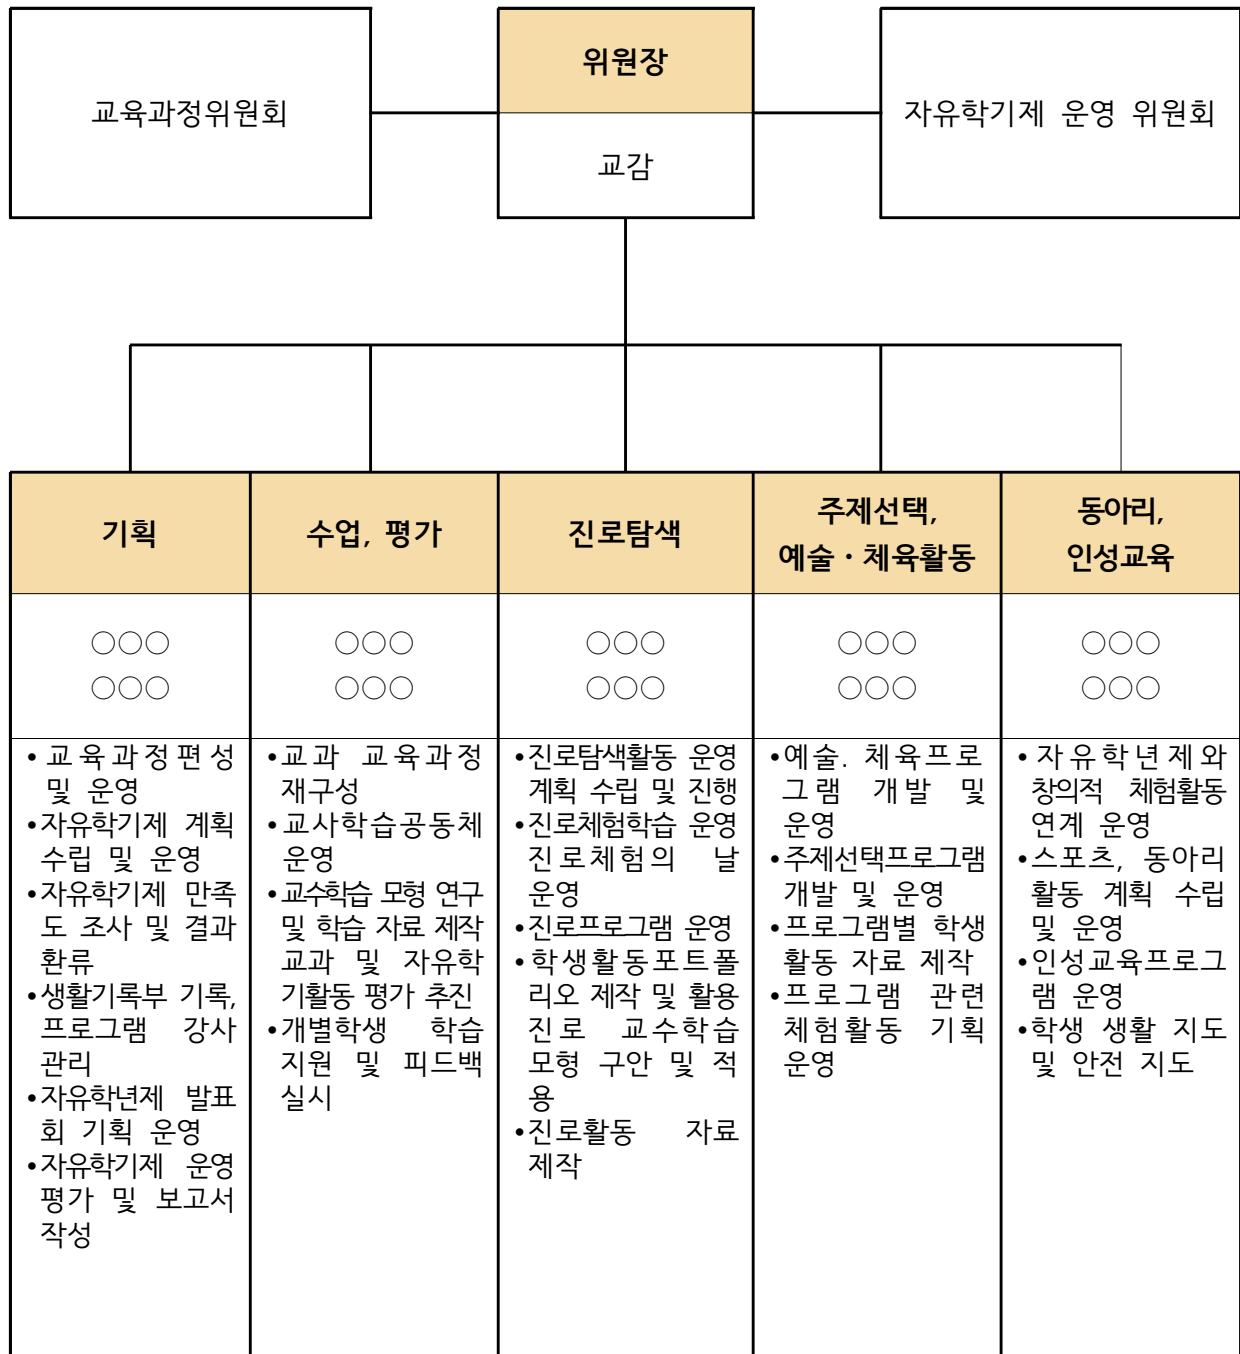 교육과정위원회
위원장
교감
자유학기제 운영 위원회
기획
○○○
○○○
• 교육과정편성
및 운영
•자유학기제 계획
수립 및 운영
•자유학기제 만족
도 조사 및 결과
환류
•생활기록부 기록,
프로그램 강사
관리
•자유학년제 발표
회 기획 운영
•자유학기제 운영
평가 및 보고서
작성
수업, 평가
○○○
○○○
•교과 교육과정
재구성
•교사학습공동체
운영
•교수학습 모형 연구
및 학습 자료 제작
교과 및 자유학
기활동 평가 추진
•개별학생 학습
지원 및 피드백
실시
진로탐색
○○○
○○○
•진로탐색활동 운영
계획 수립 및 진행
•진로체험학습 운영
진로체험의 날
운영
•진로프로그램 운영
•학생활동포트폴
리오 제작 및 활용
진로 교수학습
모형 구안 및 적
용
•진로활동 자료
제작
주제선택,
예술・체육활동
○○○
○○○
•예술. 체육프로
그램 개발 및
운영
•주제선택프로그램
개발 및 운영
•프로그램별 학생
활동 자료 제작
•프로그램 관련
체험활동 기획
운영
동아리,
인성교육
○○○
○○○
• 자유학년제와
창의적 체험활동
연계 운영
•스포츠, 동아리
활동 계획 수립
및 운영
•인성교육프로그
램 운영
•학생 생활 지도
및 안전 지도